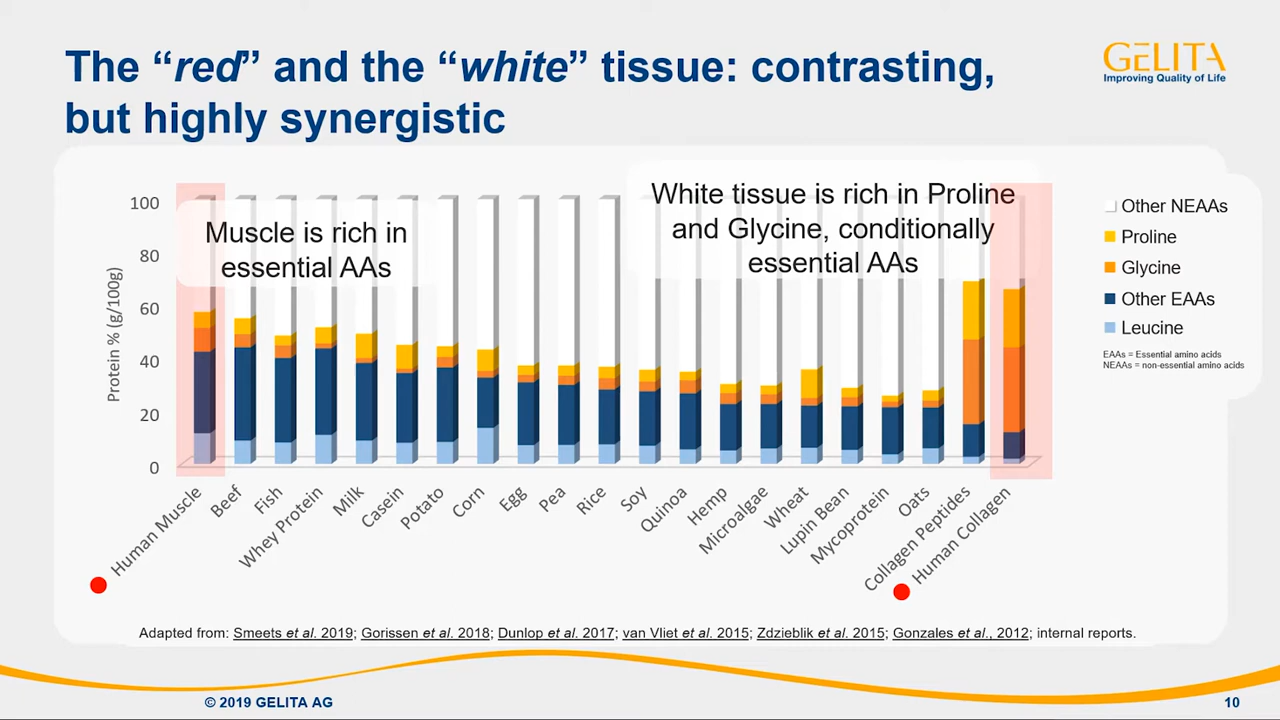 The “red” and the “white” tissue: contrasting,
but highly synergistic
GELITA
Improving Quality of Life
Muscle is rich in
essential AAs
White tissue is rich in Proline
and Glycine, conditionally
essential AAs
Protein % (g/100g)
100
80
60
40
20
0
Human Muscle
Beef
Fish
Whey Protein
Milk
Casein
Potato
Corn
Egg
Pea
Rice
Soy
Quinoa
Hemp
Microalgae
Wheat
Lupin Bean
Mycoprotein
Oats
Collagen Peptides
Human Collagen
Other NEAAs
Proline
Glycine
Other EAAs
Leucine
EAAs = Essential amino acids
NEAAs = non-essential amino acids
Adapted from: Smeets et al. 2019; Gorissen et al. 2018; Dunlop et al. 2017; van Vliet et al. 2015; Zdzieblik et al. 2015; Gonzales et al., 2012; internal reports.
© 2019 GELITA AG
10